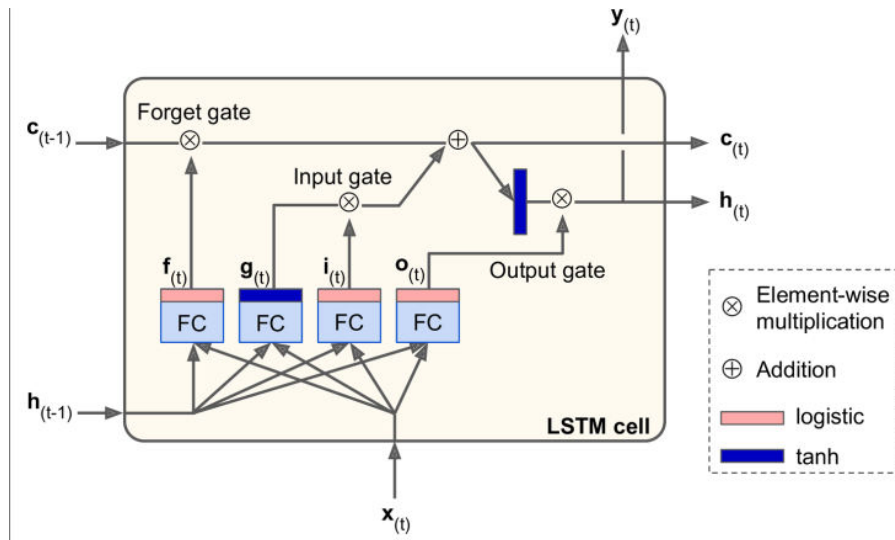 y(t)
Forget gate
c(t-1)
c(t)
Input gate
h(t)
f(t)
g(t)
i(t)
o(t)
Output gate
FC
FC
FC
FC
h(t-1)
LSTM cell
x(t)
Element-wise
multiplication
Addition
logistic
tanh